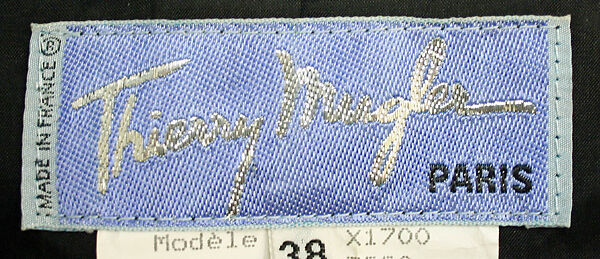 MADE IN FRANCE ®
Thierry Mugler
PARIS
Modèle 38 X1700